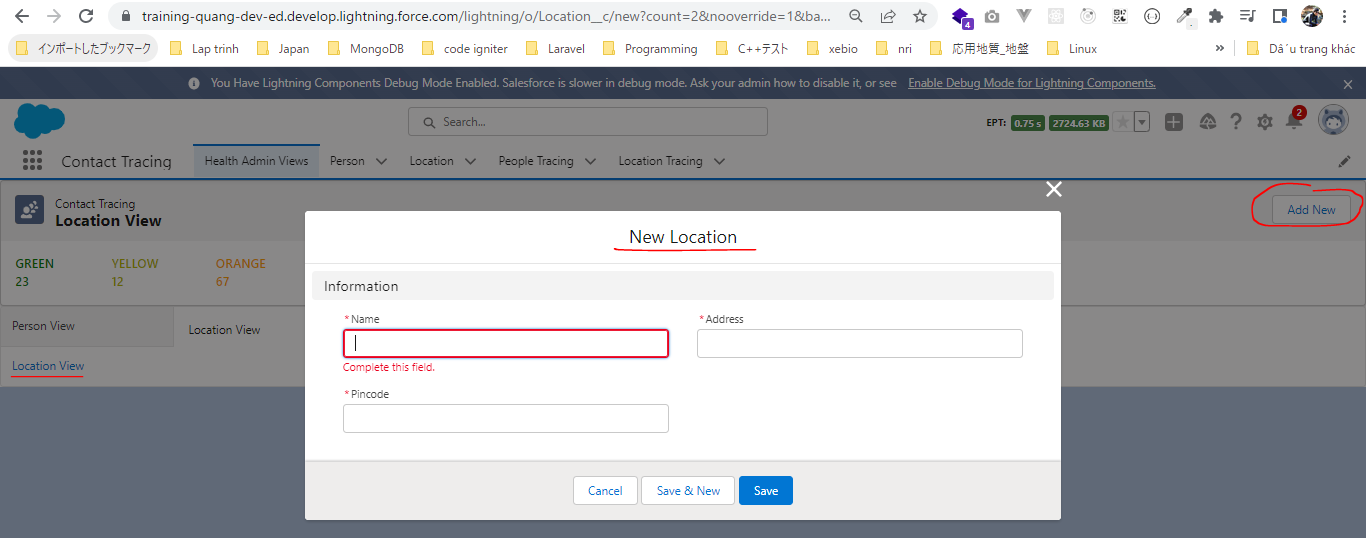 training-quang-dev-ed.develop.lightning.force.com/lightning/o/Location__c/new?count=2&nooverride=1&ba...
4
インポートしたブックマーク Lap trinh Japan MongoDB code igniter Laravel Programming C++テスト xebio nri 応用地質_地盤 Linux » Dấu trang khác
You Have Lightning Components Debug Mode Enabled. Salesforce is slower in debug mode. Ask your admin how to disable it, or see Enable Debug Mode for Lightning Components.
Search... EPT: 0.75 s 2724.63 KB 2
Contact Tracing Health Admin Views Person Location People Tracing Location Tracing
Contact Tracing
Location View
Add New
New Location
GREEN YELLOW ORANGE
23 12 67
Information
Person View Location View
Location View
*Name *Address
Complete this field.
*Pincode
Cancel Save & New Save